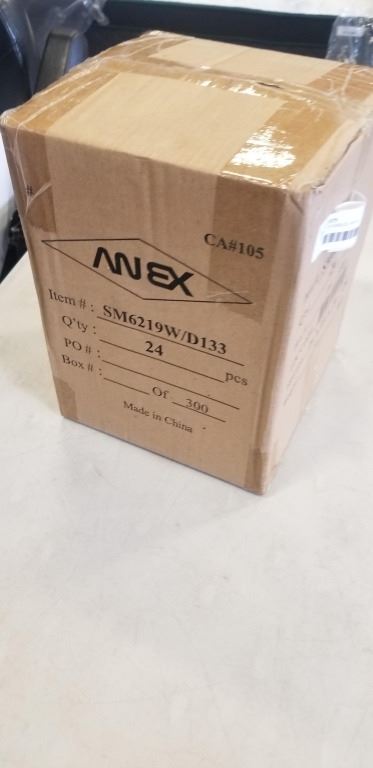 CA#105
ANEX
Item # : SM6219W/D133
Q'ty : 24 pcs
PO # :
Box # : Of 300
Made in China
#